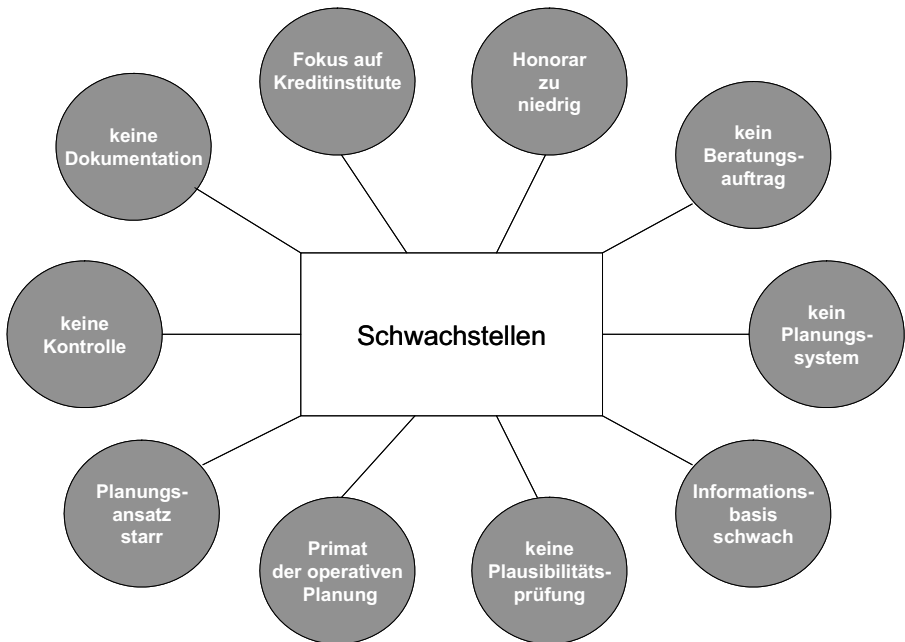 Fokus auf
Kreditinstitute
Honorar
zu
niedrig
keine
Dokumentation
kein
Beratungs-
auftrag
keine
Kontrolle
Schwachstellen
kein
Planungs-
system
Planungs-
ansatz
starr
Informations-
basis
schwach
Primat
der operativen
Planung
keine
Plausibilitäts-
prüfung